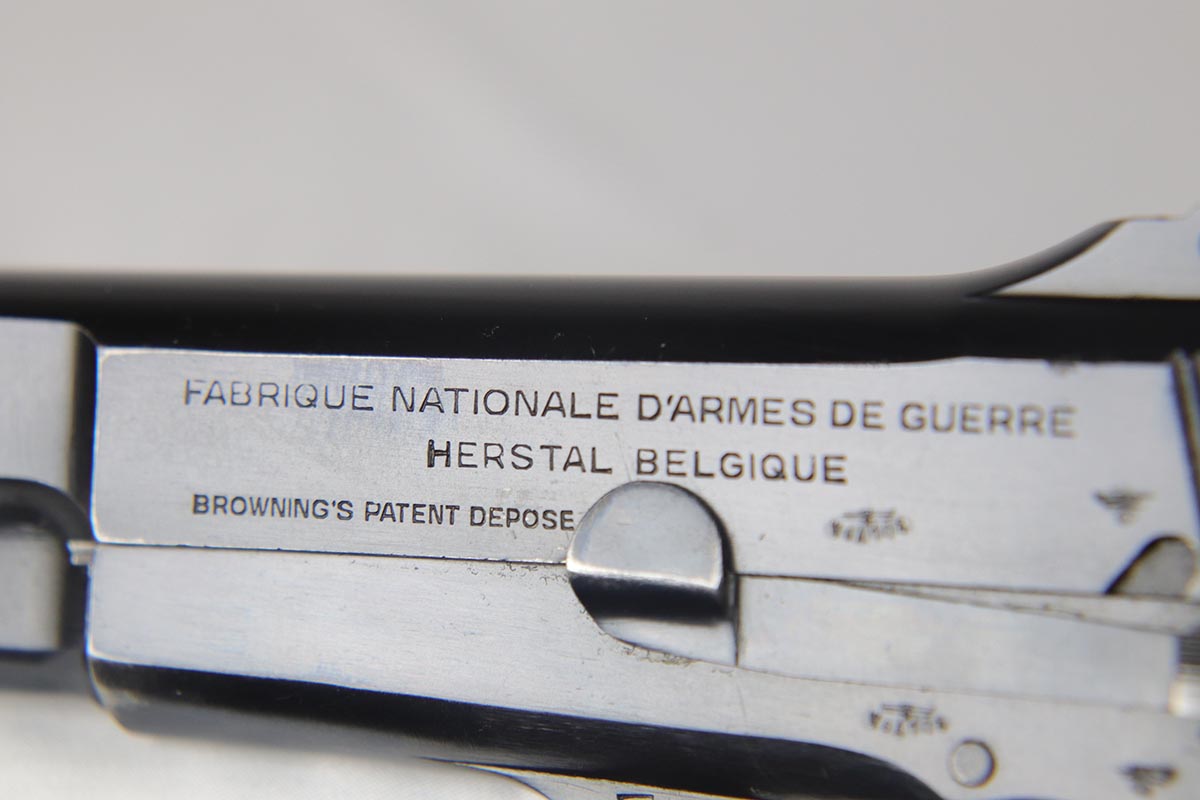 FABRIQUE NATIONALE D'ARMES DE GUERRE
HERSTAL BELGIQUE
BROWNING'S PATENT DEPOSE